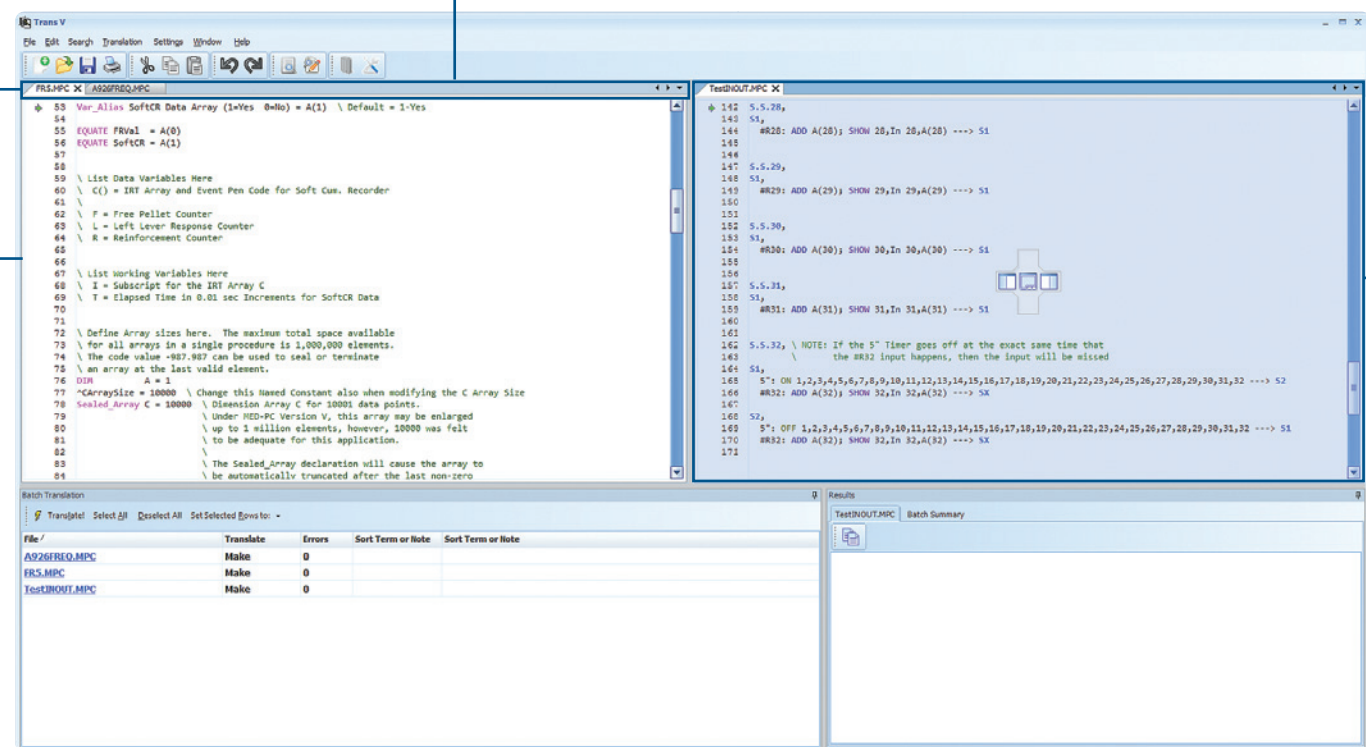 Trans V
File Edit Search Translation Settings Window Help
FR5.MPC X A926FREQ.MPC
53 Var_Alias SoftCR Data Array (1=Yes 0=No) = A(1) \ Default = 1-Yes
54
55 EQUATE FRVal = A(0)
56 EQUATE SoftCR = A(1)
57
58
59 \ List Data Variables Here
60 \ C() = IRT Array and Event Pen Code for Soft Cum. Recorder
61 \
62 \ F = Free Pellet Counter
63 \ L = Left Lever Response Counter
64 \ R = Reinforcement Counter
65
66
67 \ List Working Variables Here
68 \ I = Subscript for the IRT Array C
69 \ T = Elapsed Time in 0.01 sec Increments for SoftCR Data
70
71
72 \ Define Array sizes here. The maximum total space available
73 \ for all arrays in a single procedure is 1,000,000 elements.
74 \ The code value -987.987 can be used to seal or terminate
75 \ an array at the last valid element.
76 DIM A = 1
77 ^CArraySize = 10000 \ Change this Named Constant also when modifying the C Array Size
78 Sealed_Array C = 10000 \ Dimension Array C for 10001 data points.
79 \ Under MED-PC Version V, this array may be enlarged
80 \ up to 1 million elements, however, 10000 was felt
81 \ to be adequate for this application.
82 \
83 \ The Sealed_Array declaration will cause the array to
84 \ be automatically truncated after the last non-zero
TestINOUT.MPC X
142 S.S.28,
143 S1,
144 #R28: ADD A(28); SHOW 28,In 28,A(28) ---> S1
145
146
147 S.S.29,
148 S1,
149 #R29: ADD A(29); SHOW 29,In 29,A(29) ---> S1
150
151
152 S.S.30,
153 S1,
154 #R30: ADD A(30); SHOW 30,In 30,A(30) ---> S1
155
156
157 S.S.31,
158 S1,
159 #R31: ADD A(31); SHOW 31,In 31,A(31) ---> S1
160
161
162 S.S.32, \ NOTE: If the 5" Timer goes off at the exact same time that
163 \ the #R32 input happens, then the input will be missed
164 S1,
165 5": ON 1,2,3,4,5,6,7,8,9,10,11,12,13,14,15,16,17,18,19,20,21,22,23,24,25,26,27,28,29,30,31,32 ---> S2
166 #R32: ADD A(32); SHOW 32,In 32,A(32) ---> SX
167
168 S2,
169 5": OFF 1,2,3,4,5,6,7,8,9,10,11,12,13,14,15,16,17,18,19,20,21,22,23,24,25,26,27,28,29,30,31,32 ---> S1
170 #R32: ADD A(32); SHOW 32,In 32,A(32) ---> SX
171
Batch Translation
Translate! Select All Deselect All Set Selected Rows to:
File Translate Errors Sort Term or Note Sort Term or Note
A926FREQ.MPC Make 0
FR5.MPC Make 0
TestINOUT.MPC Make 0
Results
TestINOUT.MPC Batch Summary